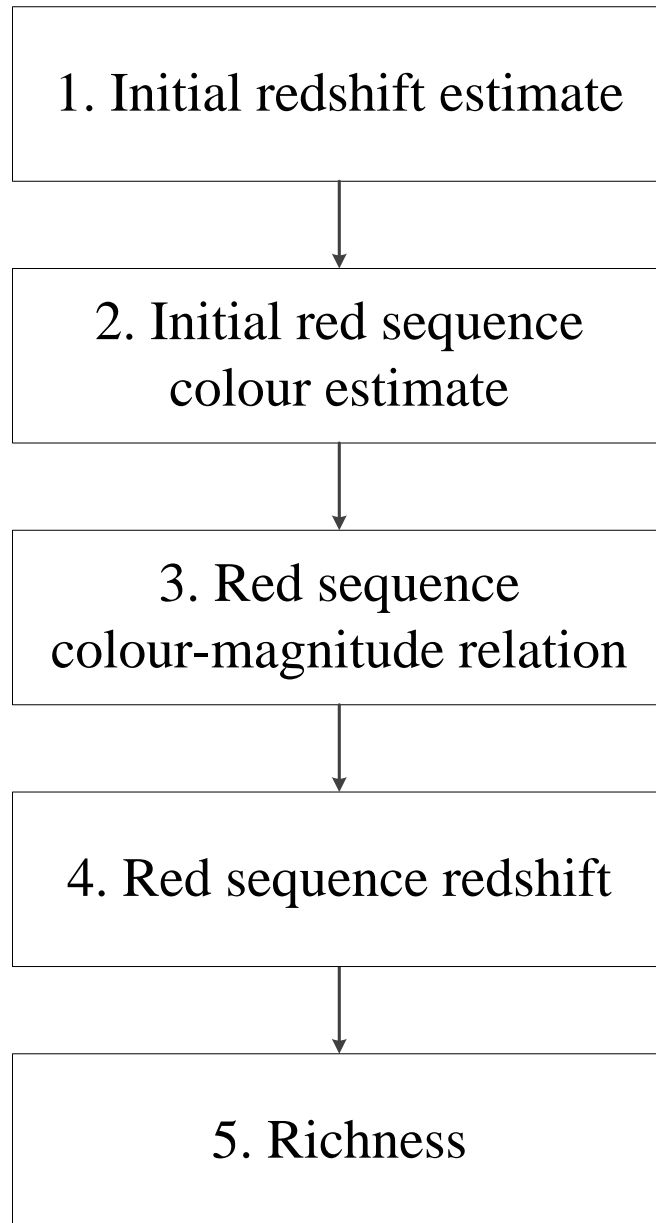 1. Initial redshift estimate
2. Initial red sequence
colour estimate
3. Red sequence
colour-magnitude relation
4. Red sequence redshift
5. Richness